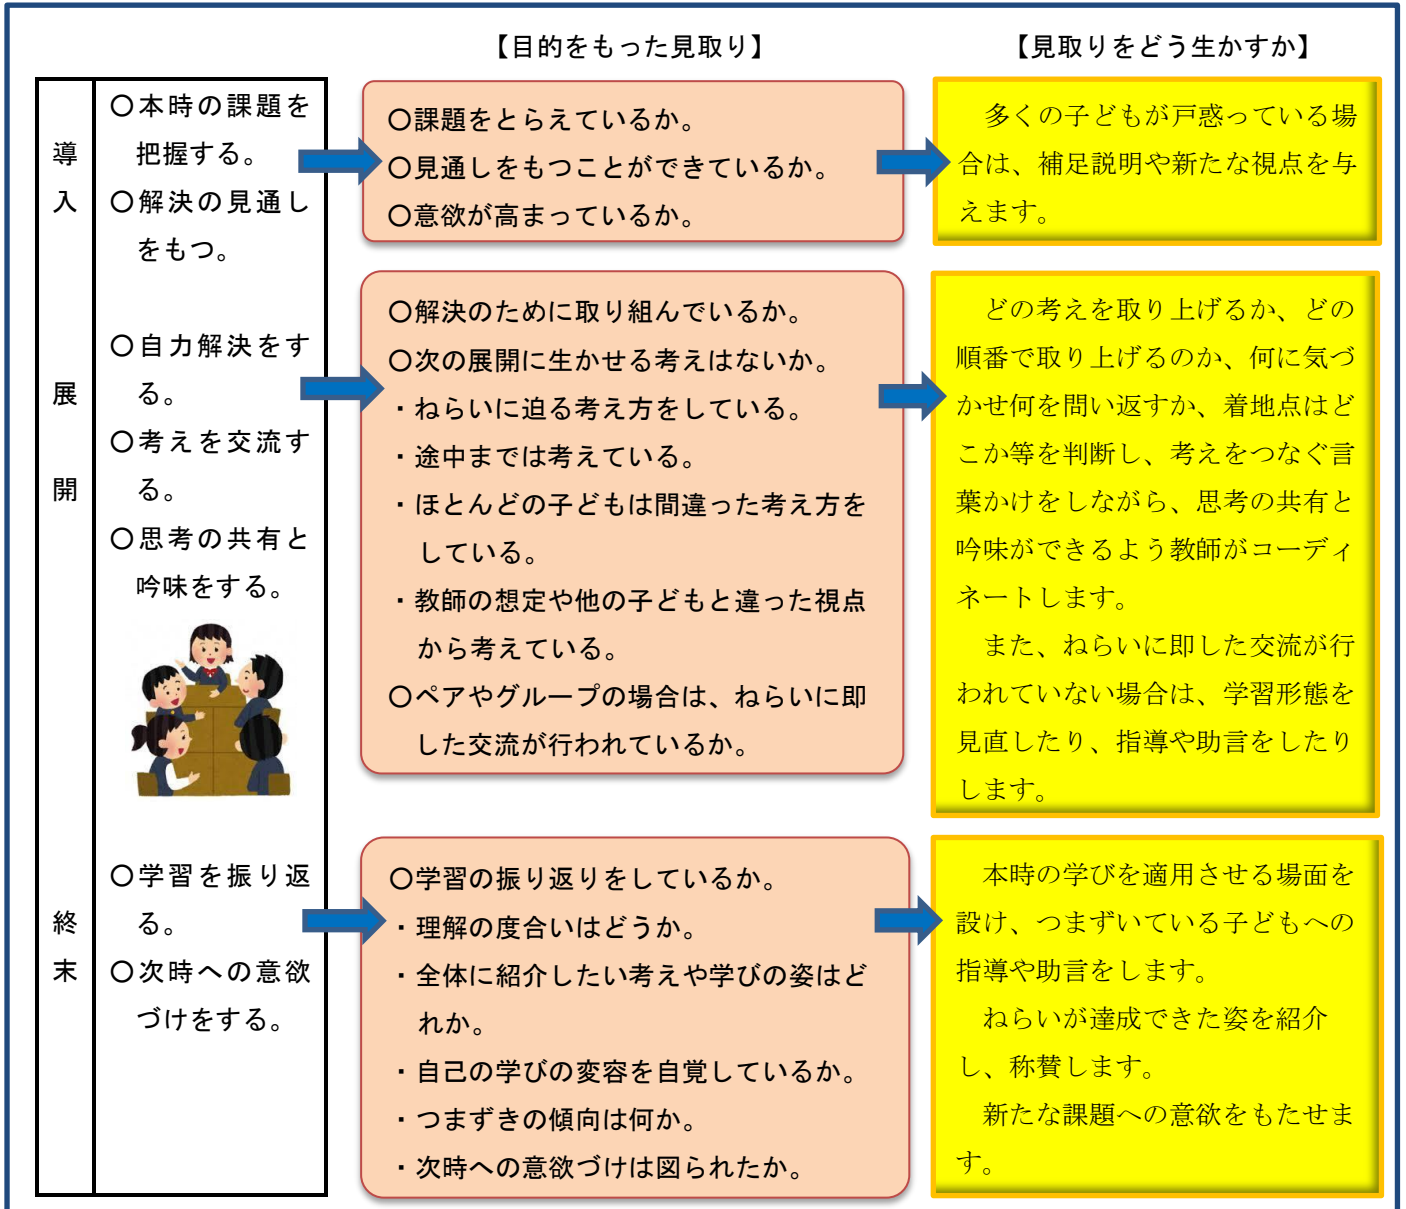 【目的をもった見取り】
【見取りをどう生かすか】
導
入
〇本時の課題を
把握する。
〇解決の見通し
をもつ。
〇課題をとらえているか。
〇見通しをもつことができているか。
〇意欲が高まっているか。
多くの子どもが戸惑っている場
合は、補足説明や新たな視点を与
えます。
展
開
〇自力解決をす
る。
〇考えを交流す
る。
〇思考の共有と
吟味をする。
〇解決のために取り組んでいるか。
〇次の展開に生かせる考えはないか。
・ねらいに迫る考え方をしている。
・途中までは考えている。
・ほとんどの子どもは間違った考え方を
している。
・教師の想定や他の子どもと違った視点
から考えている。
〇ペアやグループの場合は、ねらいに即
した交流が行われているか。
どの考えを取り上げるか、どの
順番で取り上げるのか、何に気づ
かせ何を問い返すか、着地点はど
こか等を判断し、考えをつなぐ言
葉かけをしながら、思考の共有と
吟味ができるよう教師がコーディ
ネートします。
また、ねらいに即した交流が行
われていない場合は、学習形態を
見直したり、指導や助言をしたり
します。
終
末
〇学習を振り返
る。
〇次時への意欲
づけをする。
〇学習の振り返りをしているか。
・理解の度合いはどうか。
・全体に紹介したい考えや学びの姿はど
れか。
・自己の学びの変容を自覚しているか。
・つまずきの傾向は何か。
・次時への意欲づけは図られたか。
本時の学びを適用させる場面を
設け、つまずいている子どもへの
指導や助言をします。
ねらいが達成できた姿を紹介
し、称賛します。
新たな課題への意欲をもたせま
す。